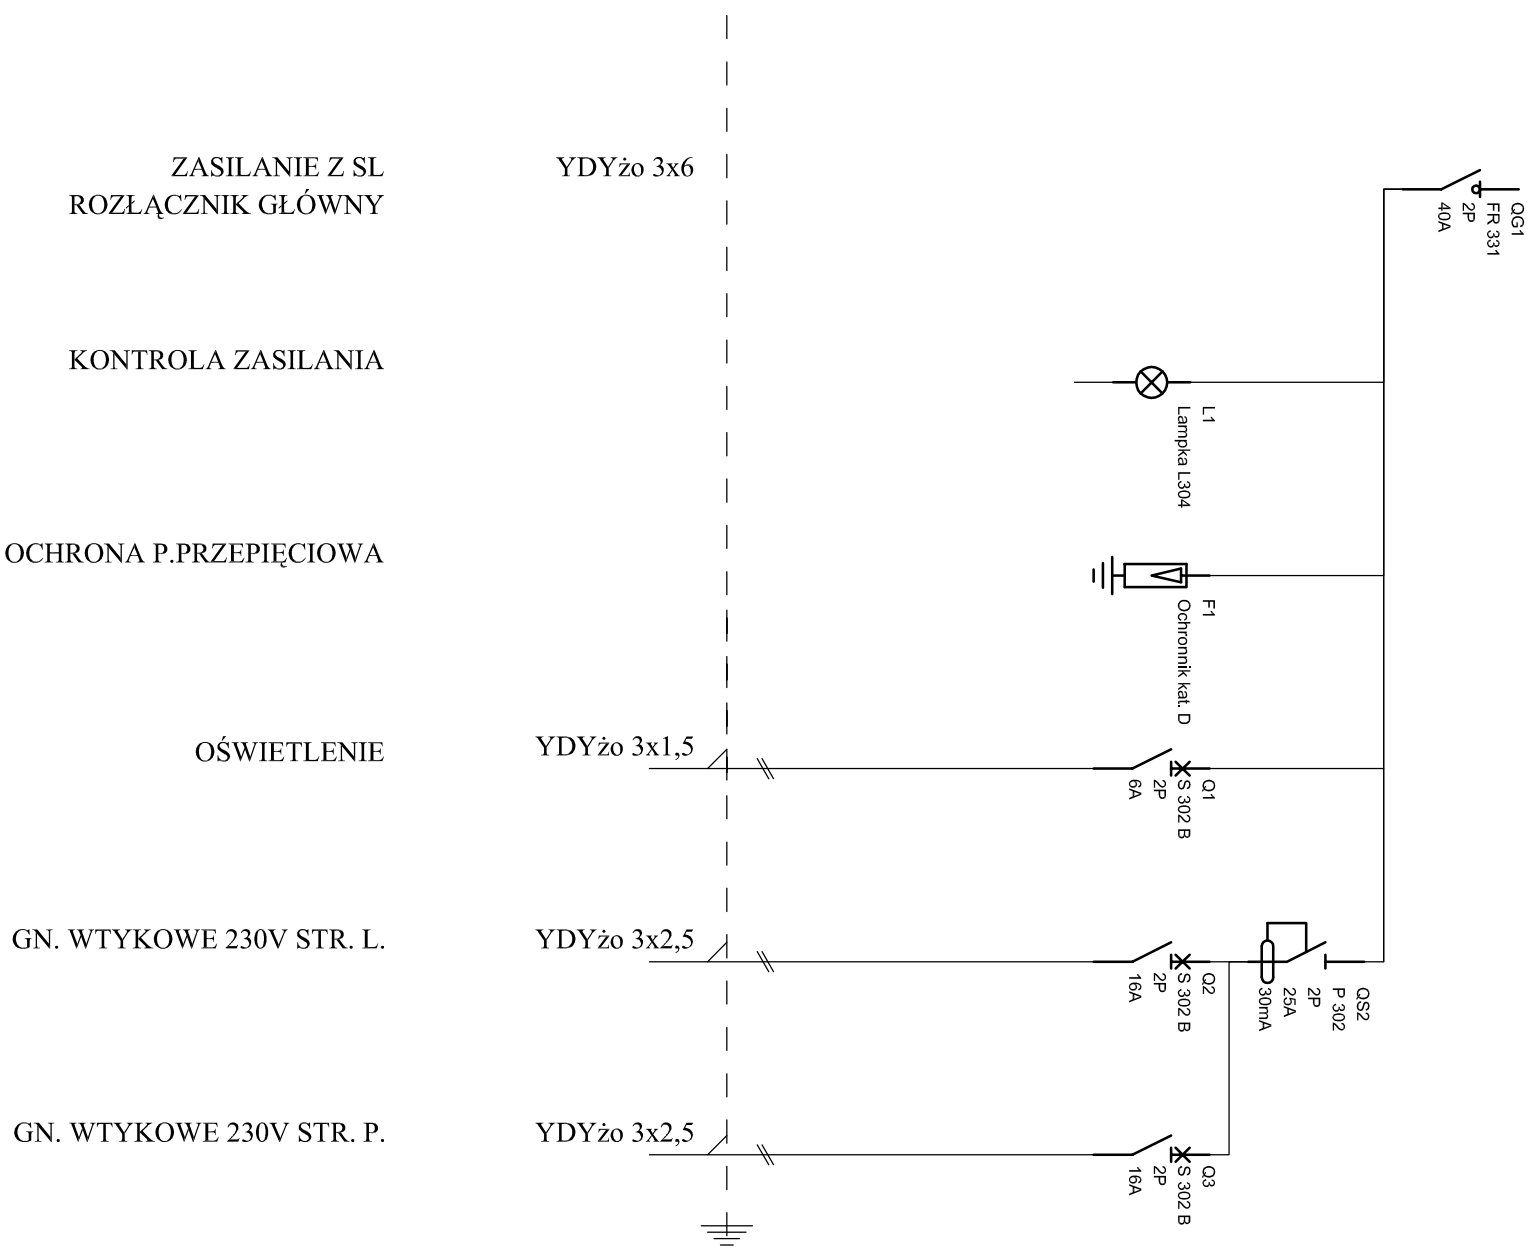 ZASILANIE Z SL
ROZŁĄCZNIK GŁÓWNY
YDYżo 3x6
QG1
FR 331
2P
40A
KONTROLA ZASILANIA
L1
Lampka L304
OCHRONA P.PRZEPIĘCIOWA
F1
Ochronnik kat. D
OŚWIETLENIE
YDYżo 3x1,5
Q1
S 302 B
2P
6A
GN. WTYKOWE 230V STR. L.
YDYżo 3x2,5
Q2
S 302 B
2P
16A
QS2
P 302
2P
25A
30mA
GN. WTYKOWE 230V STR. P.
YDYżo 3x2,5
Q3
S 302 B
2P
16A